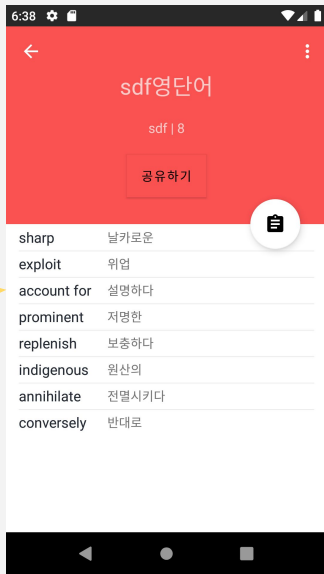 6:38
sdf영단어
sdf | 8
공유하기
sharp 날카로운
exploit 위업
account for 설명하다
prominent 저명한
replenish 보충하다
indigenous 원산의
annihilate 전멸시키다
conversely 반대로